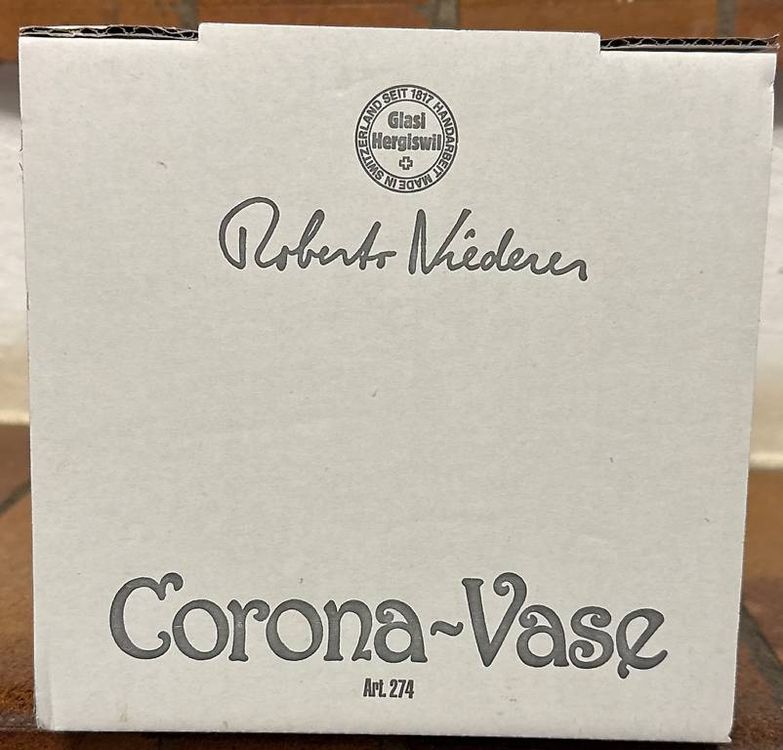 SEIT 1817 HANDARBEIT MADE IN SWITZERLAND
Glasi
Hergiswil
Roberto Niederer
Corona-Vase
Art. 274